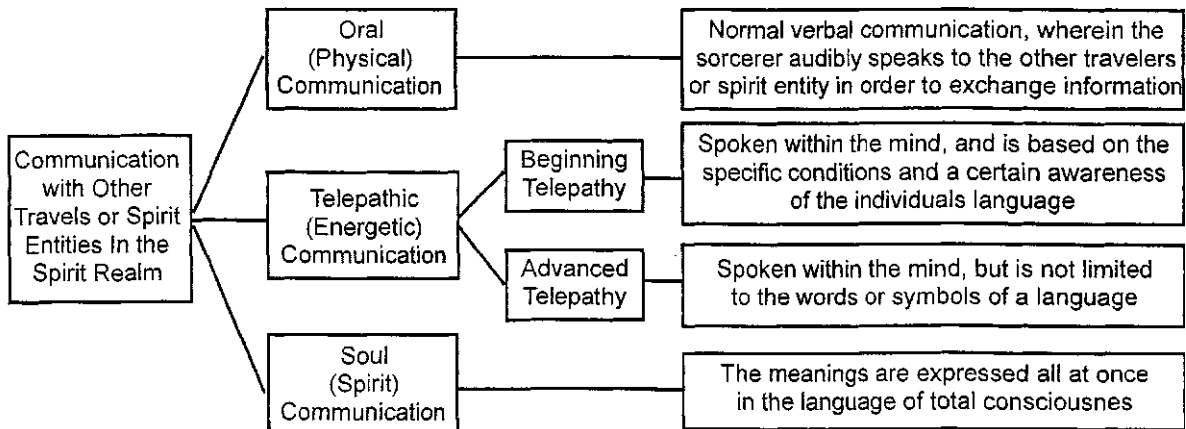 Communication
with Other
Travels or Spirit
Entities In the
Spirit Realm
Oral
(Physical)
Communication
Normal verbal communication, wherein the
sorcerer audibly speaks to the other travelers
or spirit entity in order to exchange information
Telepathic
(Energetic)
Communication
Beginning
Telepathy
Spoken within the mind, and is based on the
specific conditions and a certain awareness
of the individuals language
Advanced
Telepathy
Spoken within the mind, but is not limited
to the words or symbols of a language
Soul
(Spirit)
Communication
The meanings are expressed all at once
in the language of total consciousnes